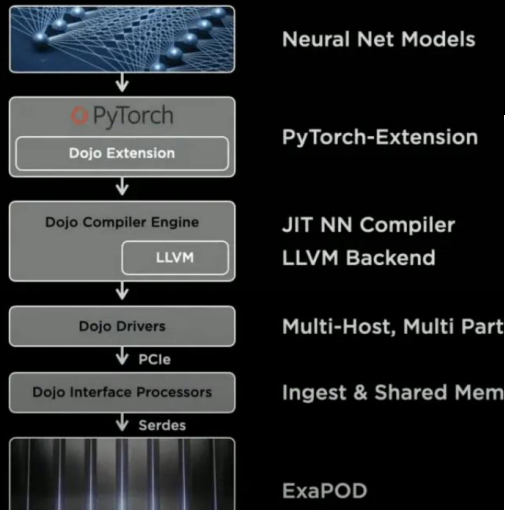 Neural Net Models
PyTorch
Dojo Extension
PyTorch-Extension
Dojo Compiler Engine
LLVM
JIT NN Compiler
LLVM Backend
Dojo Drivers
Multi-Host, Multi Part
PCIe
Dojo Interface Processors
Ingest & Shared Mem
Serdes
ExaPOD